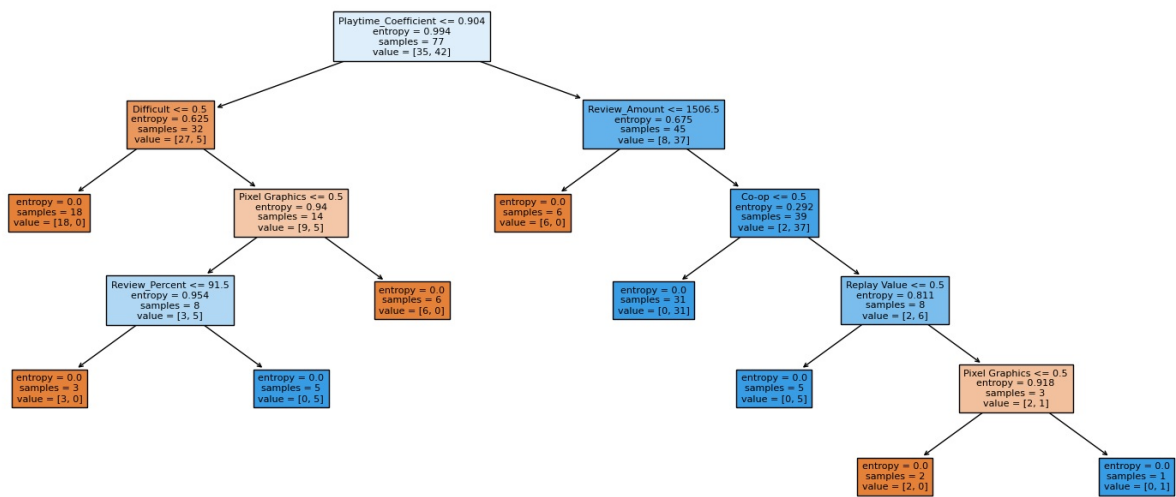 Playtime_Coefficient <= 0.904
entropy = 0.994
samples = 77
value = [35, 42]
Difficult <= 0.5
entropy = 0.625
samples = 32
value = [27, 5]
Review_Amount <= 1506.5
entropy = 0.675
samples = 45
value = [8, 37]
entropy = 0.0
samples = 18
value = [18, 0]
Pixel Graphics <= 0.5
entropy = 0.94
samples = 14
value = [9, 5]
entropy = 0.0
samples = 6
value = [6, 0]
Co-op <= 0.5
entropy = 0.292
samples = 39
value = [2, 37]
Review_Percent <= 91.5
entropy = 0.954
samples = 8
value = [3, 5]
entropy = 0.0
samples = 6
value = [6, 0]
entropy = 0.0
samples = 31
value = [0, 31]
Replay Value <= 0.5
entropy = 0.811
samples = 8
value = [2, 6]
entropy = 0.0
samples = 3
value = [3, 0]
entropy = 0.0
samples = 5
value = [0, 5]
entropy = 0.0
samples = 5
value = [0, 5]
Pixel Graphics <= 0.5
entropy = 0.918
samples = 3
value = [2, 1]
entropy = 0.0
samples = 2
value = [2, 0]
entropy = 0.0
samples = 1
value = [0, 1]